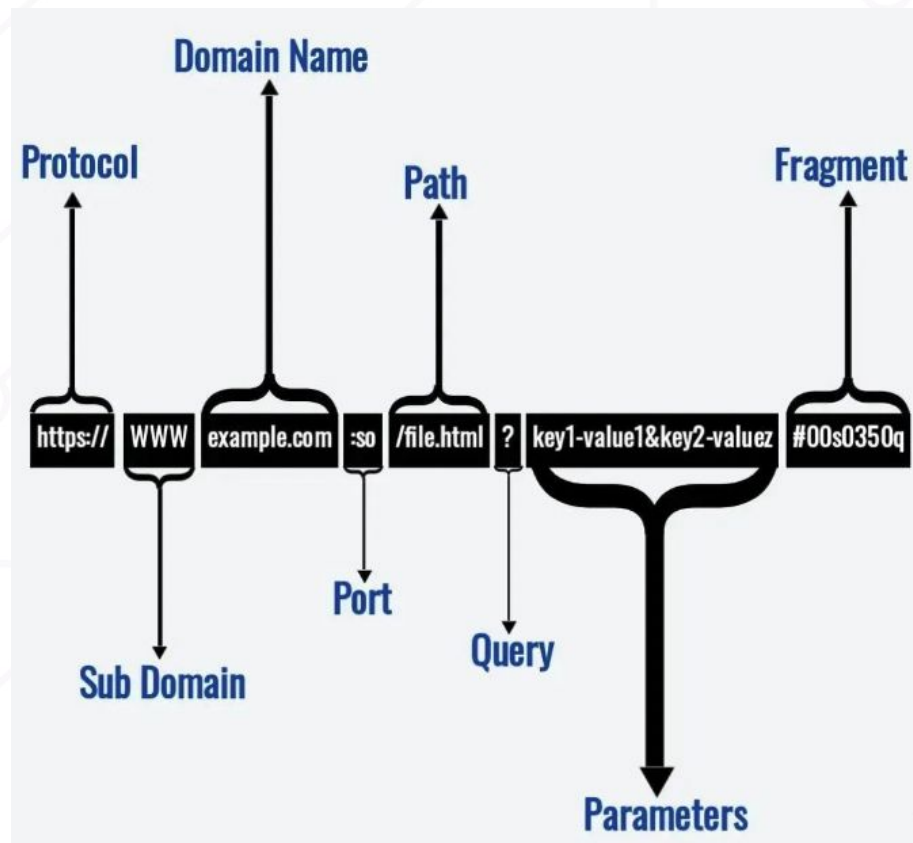 Domain Name
Protocol
Path
Fragment
https:// WWW example.com :so /file.html ? key1-value1&key2-valuez #00s0350q
Port
Query
Sub Domain
Parameters